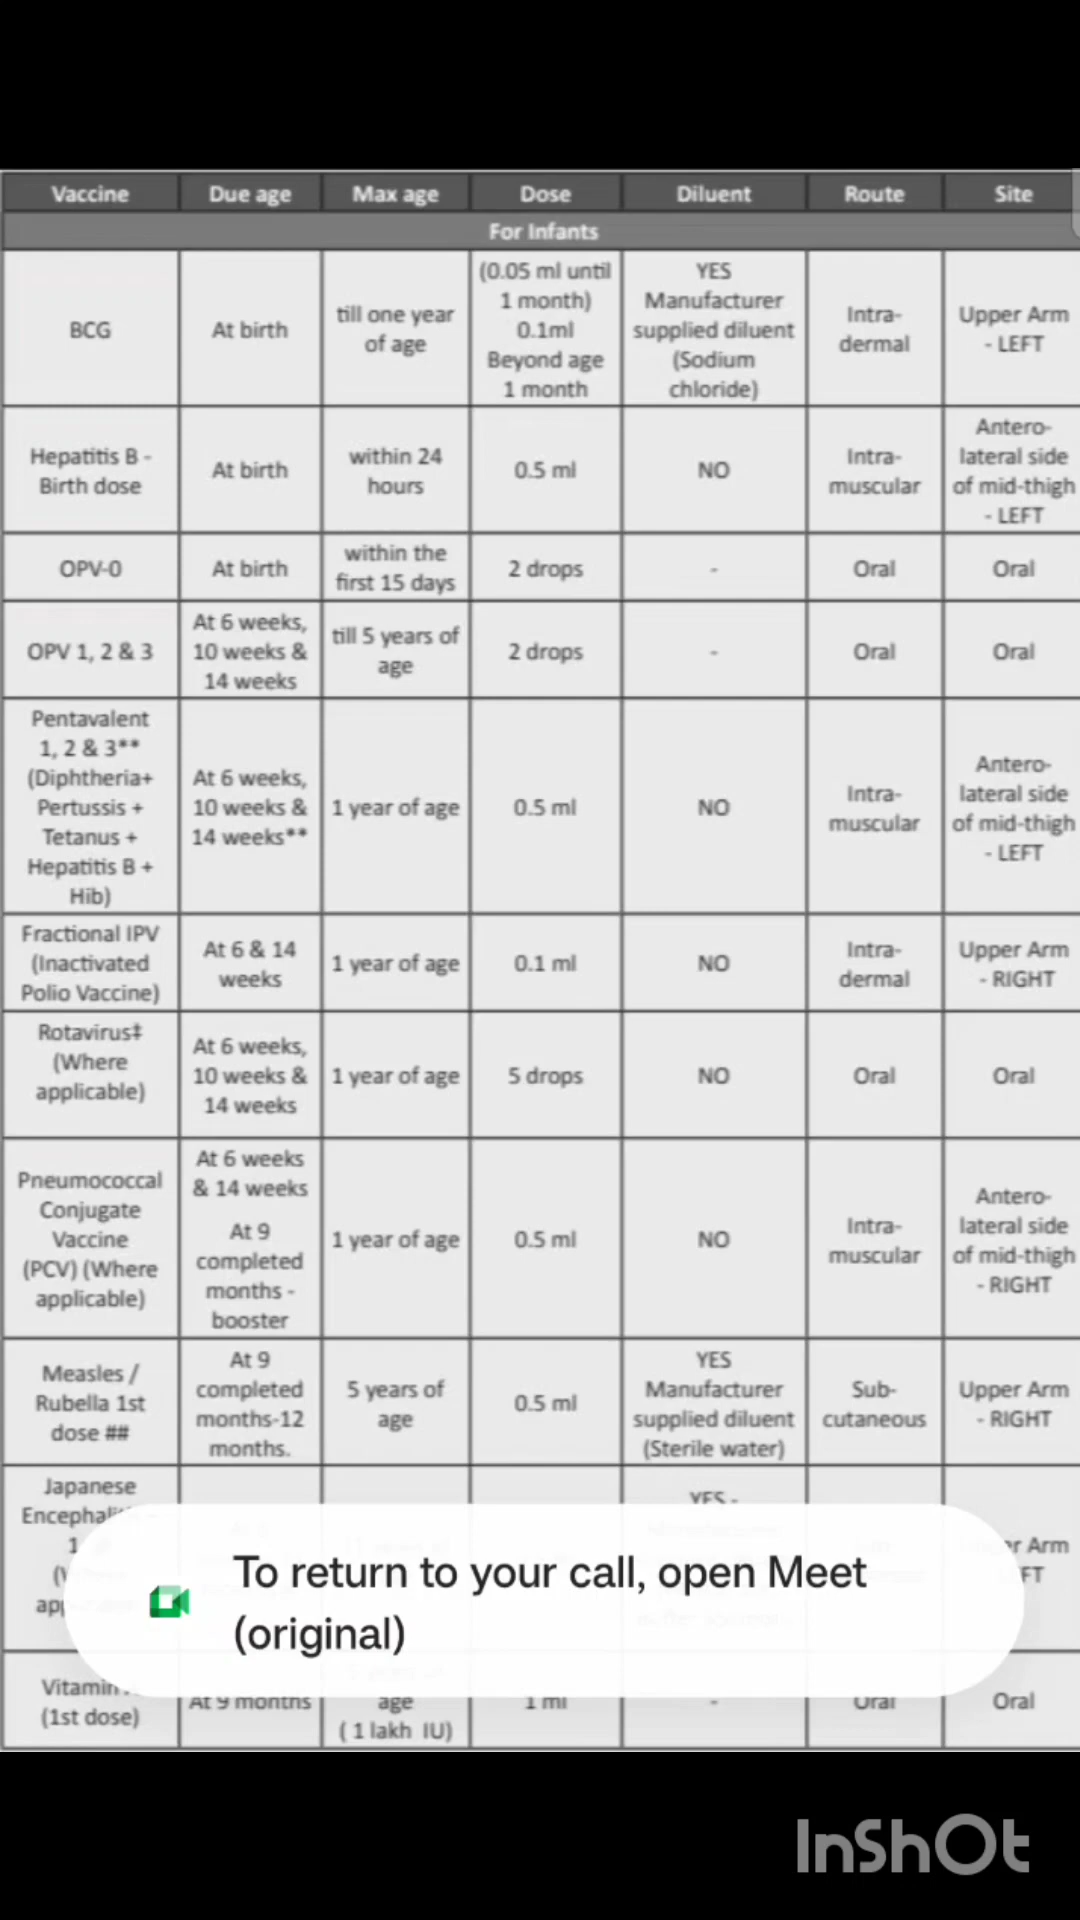 Vaccine Due age Max age Dose Diluent Route Site
For Infants
BCG
At birth
till one year
of age
(0.05 ml until
1 month)
0.1ml
Beyond age
1 month
YES
Manufacturer
supplied diluent
(Sodium
chloride)
Intra-
dermal
Upper Arm
- LEFT
Hepatitis B -
Birth dose
At birth
within 24
hours
0.5 ml
NO
Intra-
muscular
Antero-
lateral side
of mid-thigh
- LEFT
OPV-0
At birth
within the
first 15 days
2 drops
-
Oral
Oral
OPV 1, 2 & 3
At 6 weeks,
10 weeks &
14 weeks
till 5 years of
age
2 drops
-
Oral
Oral
Pentavalent
1, 2 & 3**
(Diphtheria+
Pertussis +
Tetanus +
Hepatitis B +
Hib)
At 6 weeks,
10 weeks &
14 weeks**
1 year of age
0.5 ml
NO
Intra-
muscular
Antero-
lateral side
of mid-thigh
- LEFT
Fractional IPV
(Inactivated
Polio Vaccine)
At 6 & 14
weeks
1 year of age
0.1 ml
NO
Intra-
dermal
Upper Arm
- RIGHT
Rotavirus‡
(Where
applicable)
At 6 weeks,
10 weeks &
14 weeks
1 year of age
5 drops
NO
Oral
Oral
Pneumococcal
Conjugate
Vaccine
(PCV) (Where
applicable)
At 6 weeks
& 14 weeks
At 9
completed
months -
booster
1 year of age
0.5 ml
NO
Intra-
muscular
Antero-
lateral side
of mid-thigh
- RIGHT
Measles /
Rubella 1st
dose ##
At 9
completed
months-12
months.
5 years of
age
0.5 ml
YES
Manufacturer
supplied diluent
(Sterile water)
Sub-
cutaneous
Upper Arm
- RIGHT
Japanese
YES -
Arm
To return to your call, open Meet
(original)
Vitamin
(1st dose)
At 9 months
age
( 1 lakh IU)
1 ml
-
Oral
Oral
InShOt